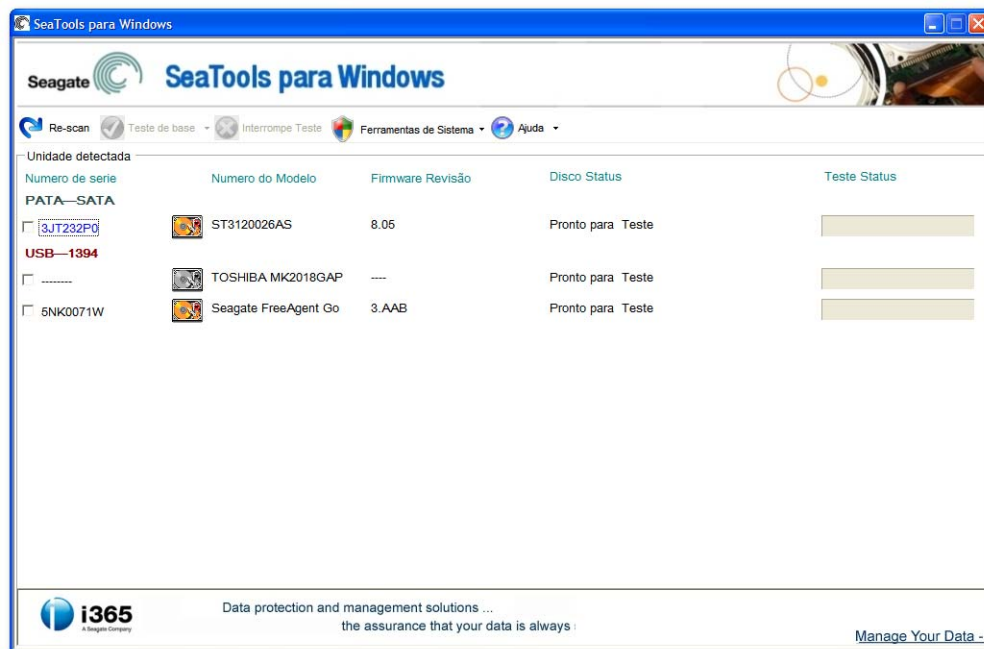 SeaTools para Windows
Seagate SeaTools para Windows
Re-scan Teste de base Interrompe Teste Ferramentas de Sistema Ajuda
Unidade detectada
Numero de serie Numero do Modelo Firmware Revisão Disco Status Teste Status
PATA—SATA
3JT232P0 ST3120026AS 8.05 Pronto para Teste
USB—1394
-------- TOSHIBA MK2018GAP ---- Pronto para Teste
5NK0071W Seagate FreeAgent Go 3.AAB Pronto para Teste
i365
A Seagate Company
Data protection and management solutions ...
the assurance that your data is always
Manage Your Data -